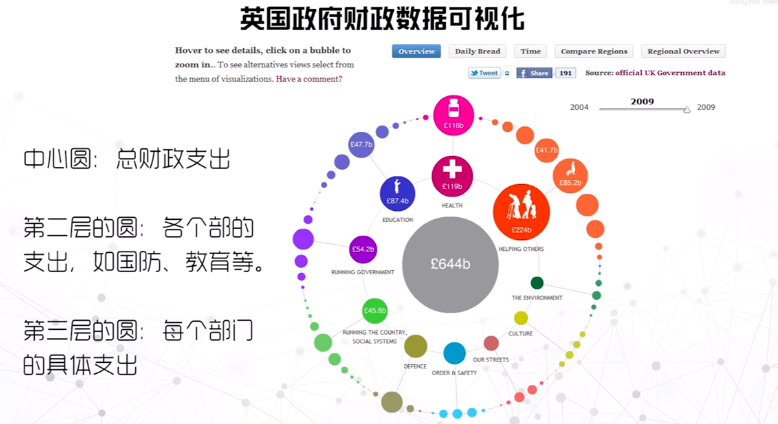 英国政府财政数据可视化
Hover to see details, click on a bubble to
zoom in.. To see alternatives views select from
the menu of visualizations. Have a comment?
Overview
Daily Bread
Time
Compare Regions
Regional Overview
Tweet 2
Share 191
Source: official UK Government data
2004
2009
2009
中心圆：总财政支出
第二层的圆：各个部的
支出，如国防、教育等。
第三层的圆：每个部门
的具体支出
£116b
£47.7b
£41.7b
£85.2b
£119b
HEALTH
£87.4b
EDUCATION
£224b
HELPING OTHERS
£54.2b
RUNNING GOVERNMENT
£644b
THE ENVIRONMENT
£45.8b
RUNNING THE COUNTRY,
SOCIAL SYSTEMS
CULTURE
DEFENCE
OUR STREETS
ORDER & SAFETY